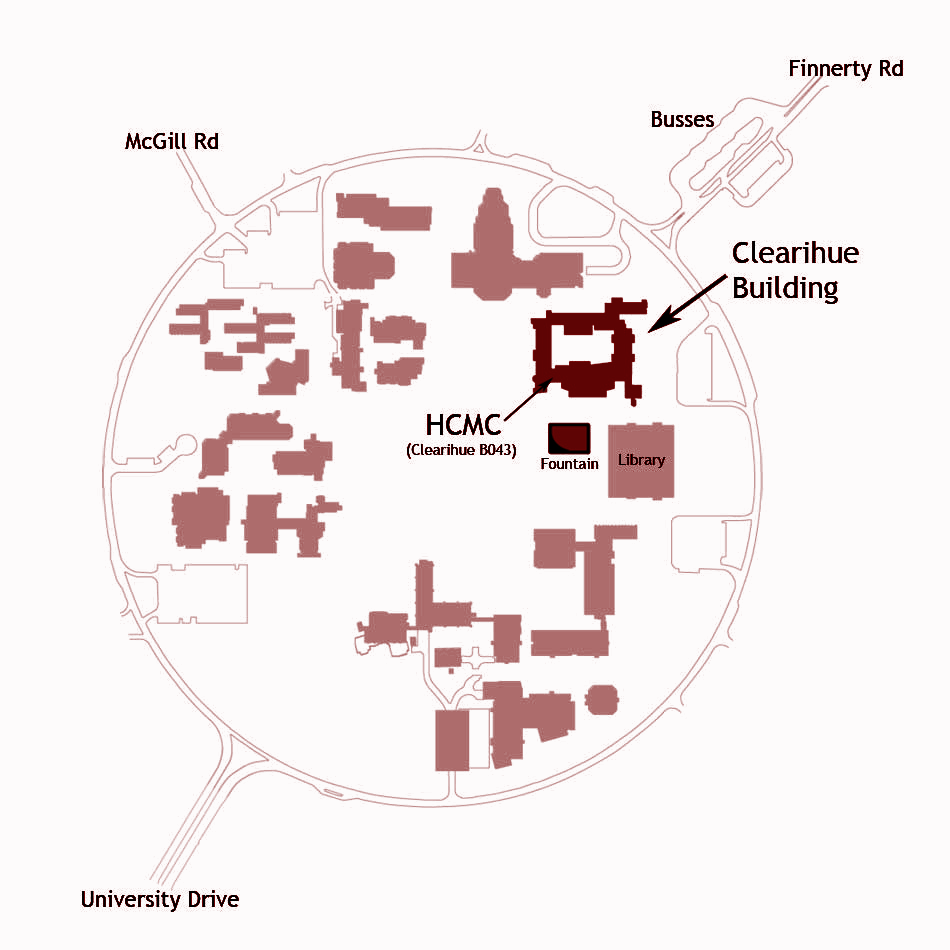 Finnerty Rd
Busses
McGill Rd
Clearihue
Building
HCMC
(Clearihue B043)
Fountain
Library
University Drive